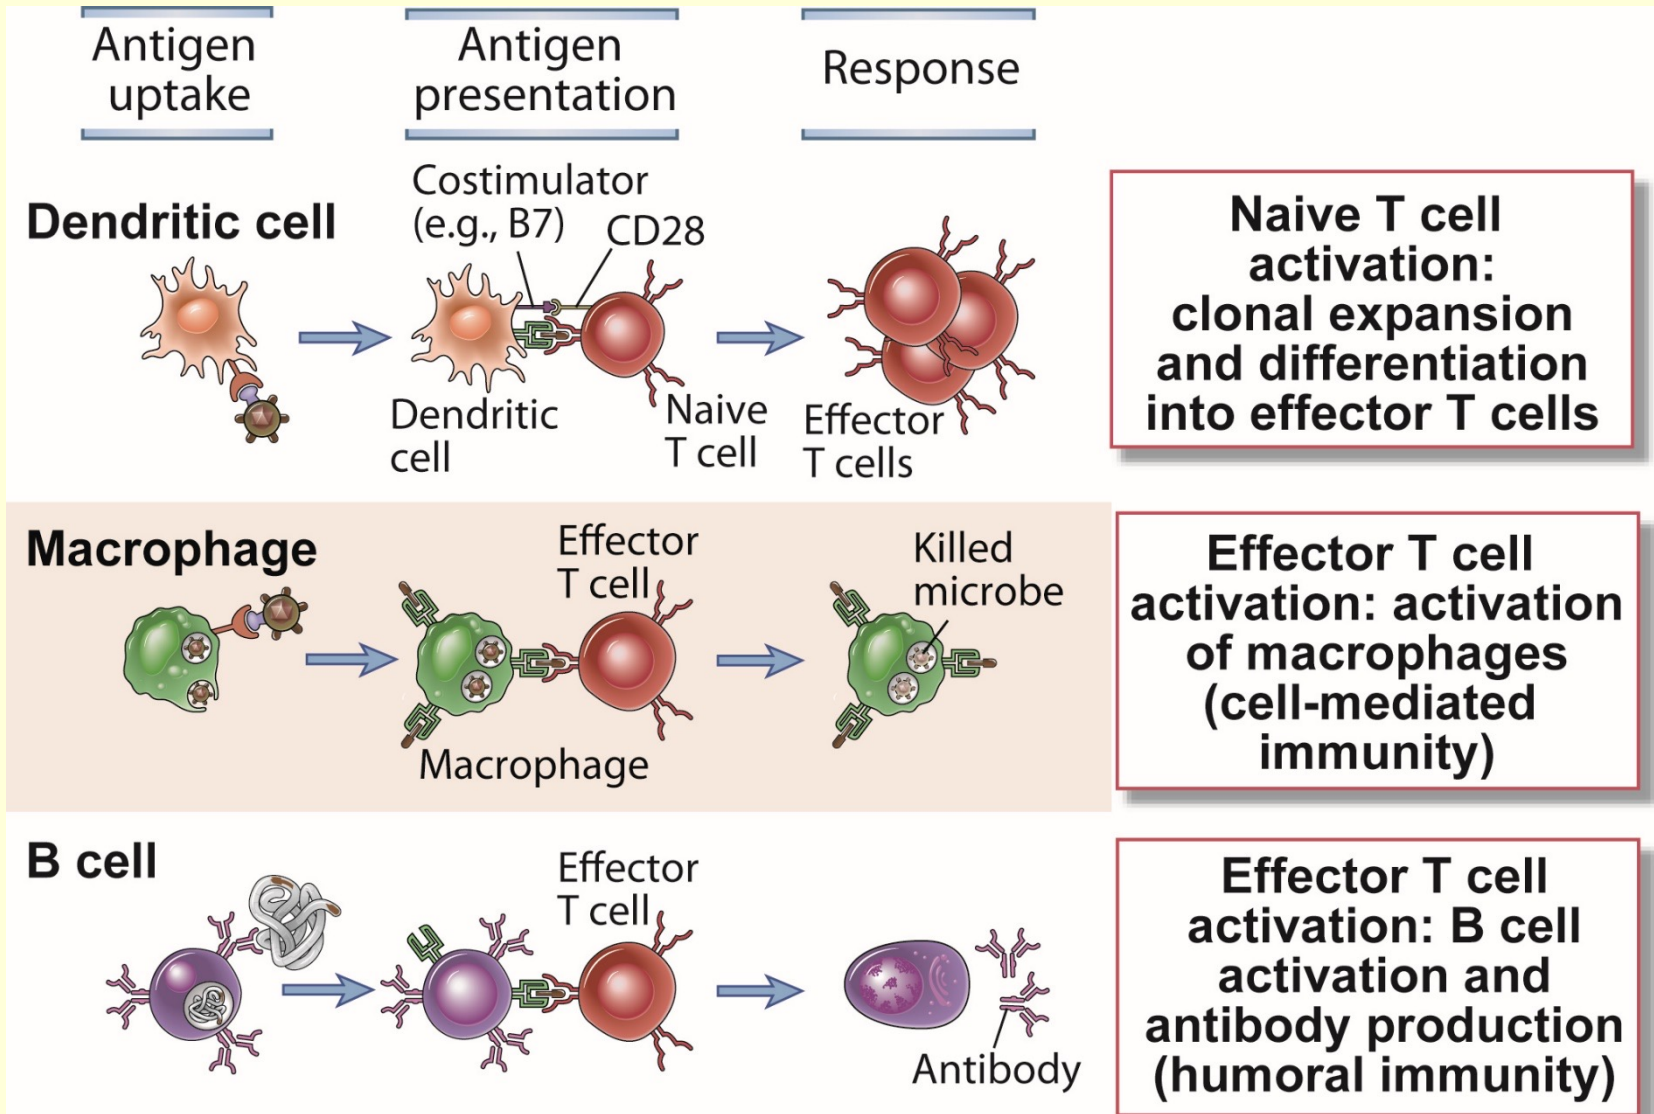 Antigen
uptake
Antigen
presentation
Response
Dendritic cell
Costimulator
(e.g., B7)
CD28
Dendritic
cell
Naive
T cell
Effector
T cells
Naive T cell
activation:
clonal expansion
and differentiation
into effector T cells
Macrophage
Effector
T cell
Macrophage
Killed
microbe
Effector T cell
activation: activation
of macrophages
(cell-mediated
immunity)
B cell
Effector
T cell
Antibody
Effector T cell
activation: B cell
activation and
antibody production
(humoral immunity)